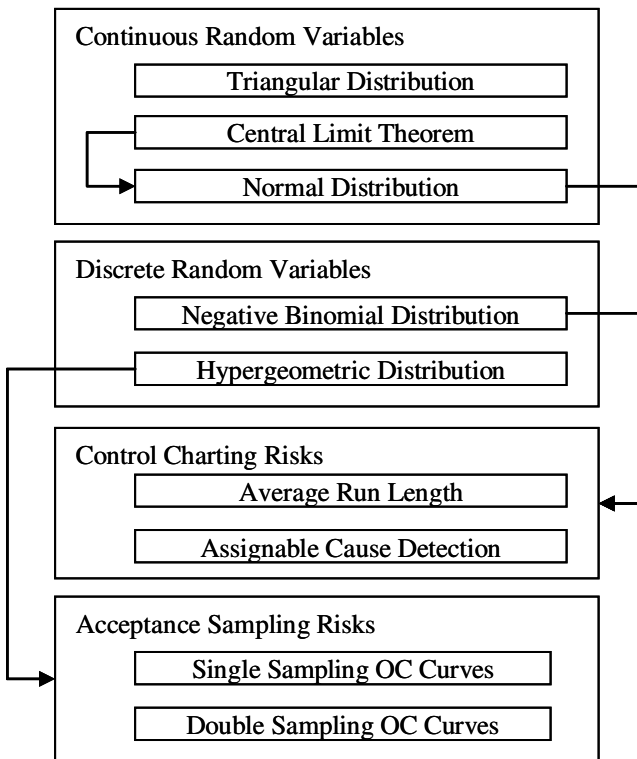 Continuous Random Variables
Triangular Distribution
Central Limit Theorem
Normal Distribution
Discrete Random Variables
Negative Binomial Distribution
Hypergeometric Distribution
Control Charting Risks
Average Run Length
Assignable Cause Detection
Acceptance Sampling Risks
Single Sampling OC Curves
Double Sampling OC Curves